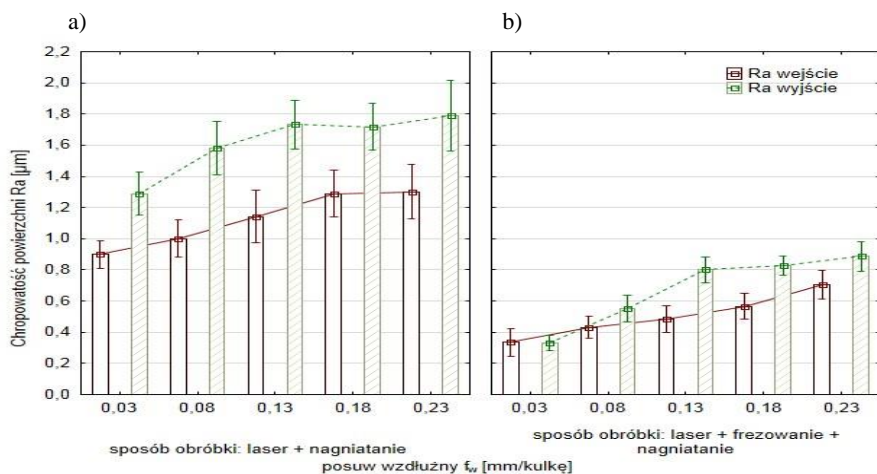 a)
b)
2,2
2,0
1,8
1,6
1,4
1,2
1,0
0,8
0,6
0,4
0,2
0,0
Chropowatość powierzchni Ra [µm]
Ra wejście
Ra wyjście
0,03 0,08 0,13 0,18 0,23
0,03 0,08 0,13 0,18 0,23
sposób obróbki: laser + nagniatanie
sposób obróbki: laser + frezowanie +
nagniatanie
posuw wzdłużny fw [mm/kulkę]